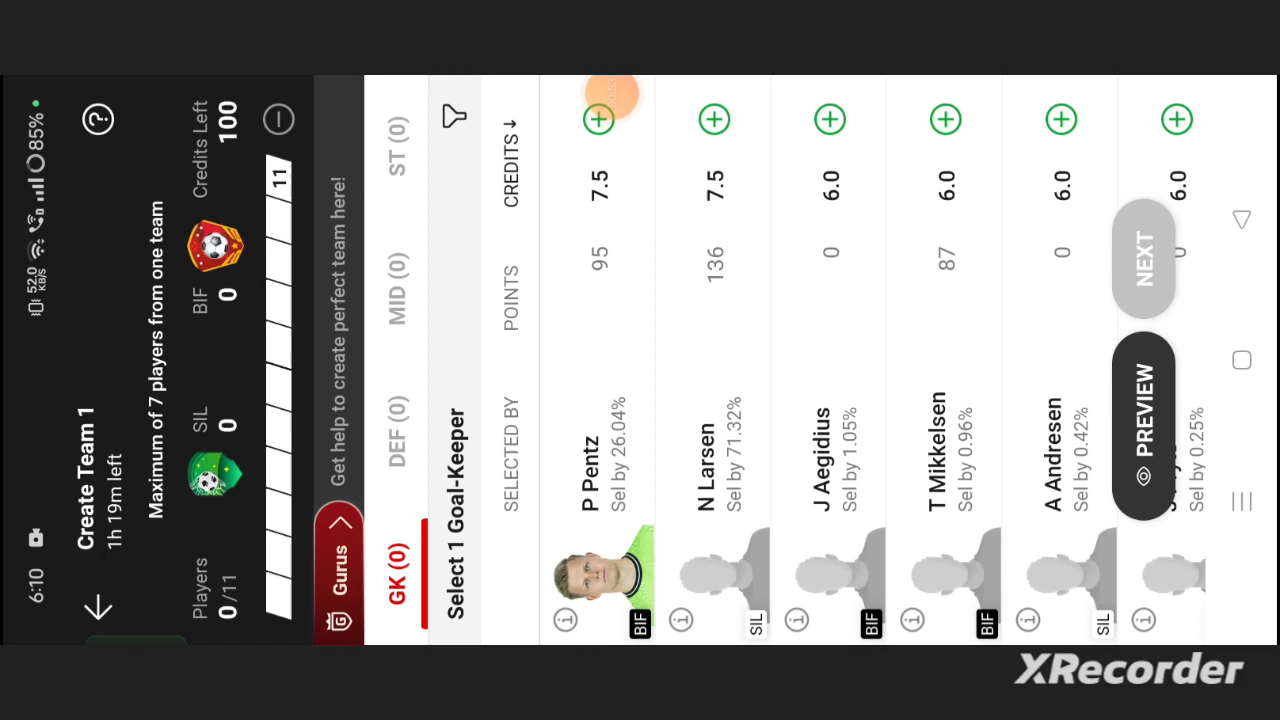 6:10
52.0
KB/S
85%
Create Team 1
1h 19m left
?
Maximum of 7 players from one team
Players
SIL
BIF
Credits Left
0/11
0
0
100
11
G Gurus
Get help to create perfect team here!
GK (0)
DEF (0)
MID (0)
ST (0)
Select 1 Goal-Keeper
SELECTED BY
POINTS
CREDITS ↓
i
BIF
P Pentz
Sel by 26.04%
95
7.5
00:53
i
SIL
N Larsen
Sel by 71.32%
136
7.5
i
BIF
J Aegidius
Sel by 1.05%
0
6.0
i
BIF
T Mikkelsen
Sel by 0.96%
87
6.0
i
SIL
A Andresen
Sel by 0.42%
0
6.0
i
Sel by 0.25%
6.0
PREVIEW
NEXT
XRecorder